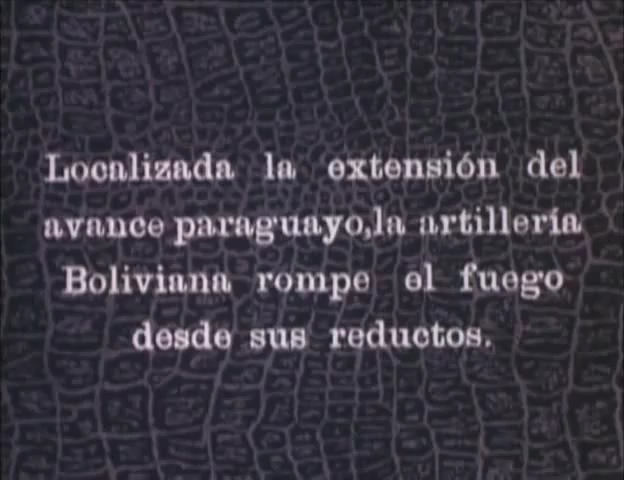 Localizada la extensión del
avance paraguayo,la artillería
Boliviana rompe el fuego
desde sus reductos.